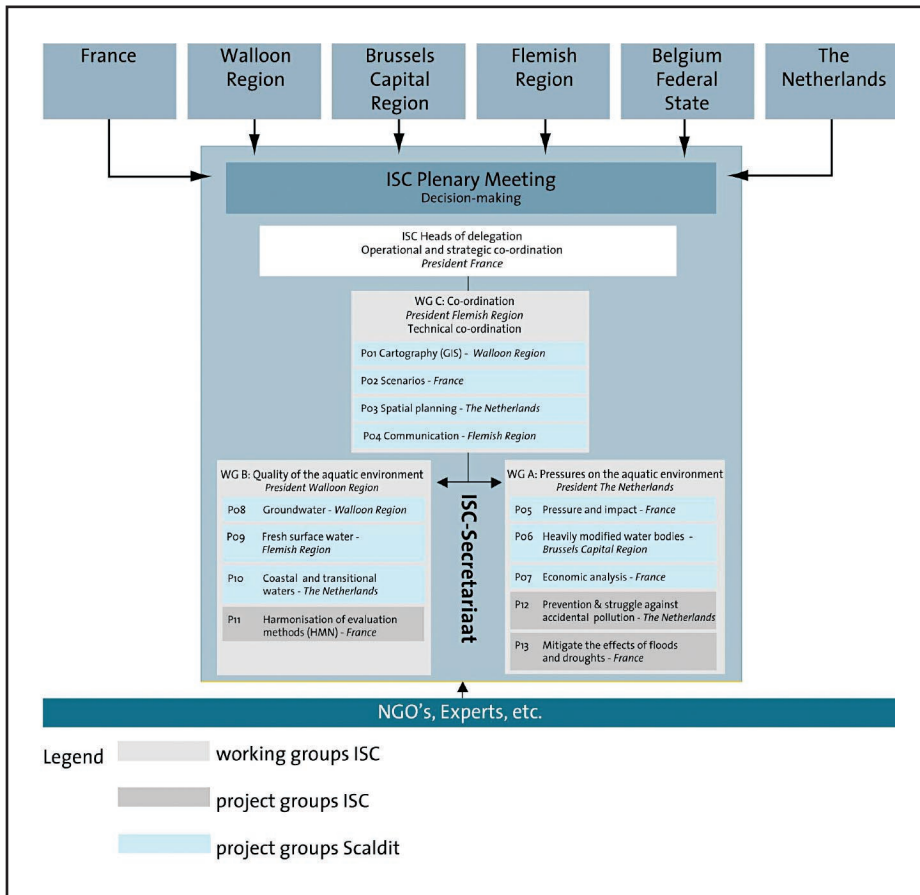 France
Walloon
Region
Brussels
Capital
Region
Flemish
Region
Belgium
Federal
State
The
Netherlands
ISC Plenary Meeting
Decision-making
ISC Heads of delegation
Operational and strategic co-ordination
President France
WG C: Co-ordination
President Flemish Region
Technical co-ordination
P01 Cartography (GIS) - Walloon Region
P02 Scenarios - France
P03 Spatial planning - The Netherlands
P04 Communication - Flemish Region
WG B: Quality of the aquatic environment
President Walloon Region
P08 Groundwater - Walloon Region
P09 Fresh surface water -
Flemish Region
P10 Coastal and transitional
waters - The Netherlands
P11 Harmonisation of evaluation
methods (HMN) - France
ISC-Secretariaat
WG A: Pressures on the aquatic environment
President The Netherlands
P05 Pressure and impact - France
P06 Heavily modified water bodies -
Brussels Capital Region
P07 Economic analysis - France
P12 Prevention & struggle against
accidental pollution - The Netherlands
P13 Mitigate the effects of floods
and droughts - France
NGO's, Experts, etc.
Legend
working groups ISC
project groups ISC
project groups Scaldit